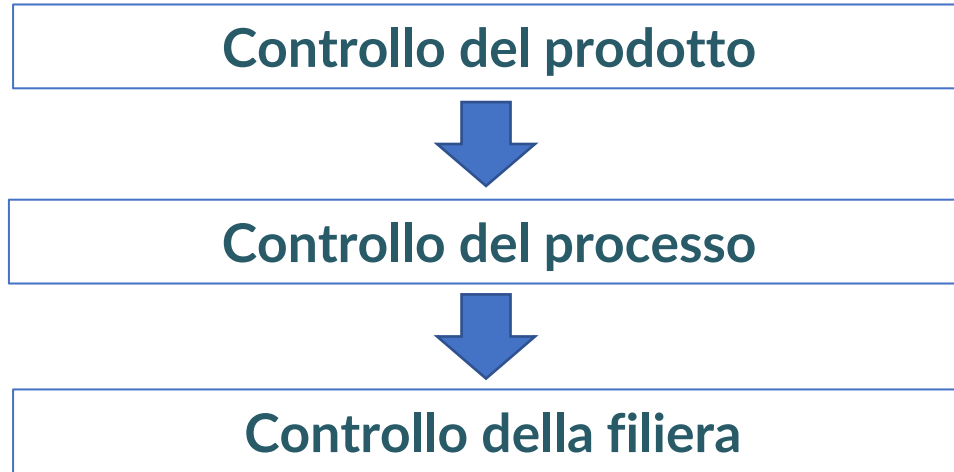 Controllo del prodotto
Controllo del processo
Controllo della filiera